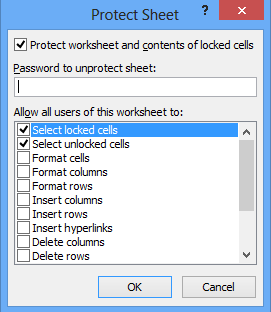 Protect Sheet
Protect worksheet and contents of locked cells
Password to unprotect sheet:
Allow all users of this worksheet to:
Select locked cells
Select unlocked cells
Format cells
Format columns
Format rows
Insert columns
Insert rows
Insert hyperlinks
Delete columns
Delete rows
OK Cancel